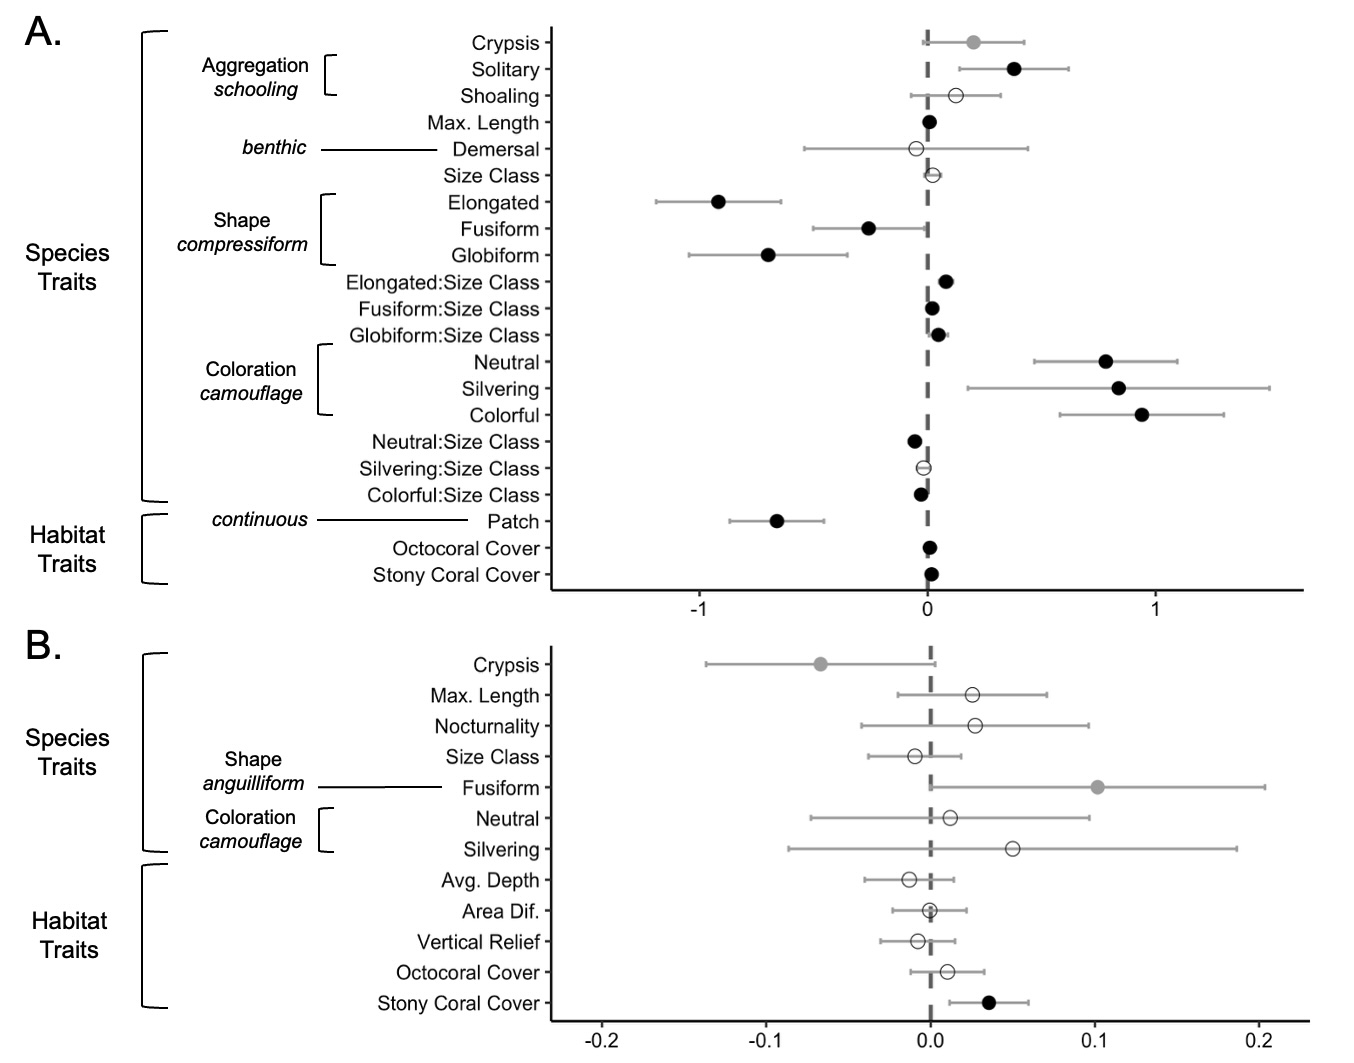 A.
Crypsis
Aggregation
schooling
Solitary
Shoaling
Max. Length
benthic
Demersal
Size Class
Shape
compressiform
Elongated
Fusiform
Globiform
Species
Traits
Elongated:Size Class
Fusiform:Size Class
Globiform:Size Class
Coloration
camouflage
Neutral
Silvering
Colorful
Neutral:Size Class
Silvering:Size Class
Colorful:Size Class
Habitat
Traits
continuous
Patch
Octocoral Cover
Stony Coral Cover
-1 0 1
B.
Crypsis
Max. Length
Nocturnality
Species
Traits
Size Class
Shape
anguilliform
Fusiform
Coloration
camouflage
Neutral
Silvering
Habitat
Traits
Avg. Depth
Area Dif.
Vertical Relief
Octocoral Cover
Stony Coral Cover
-0.2 -0.1 0.0 0.1 0.2